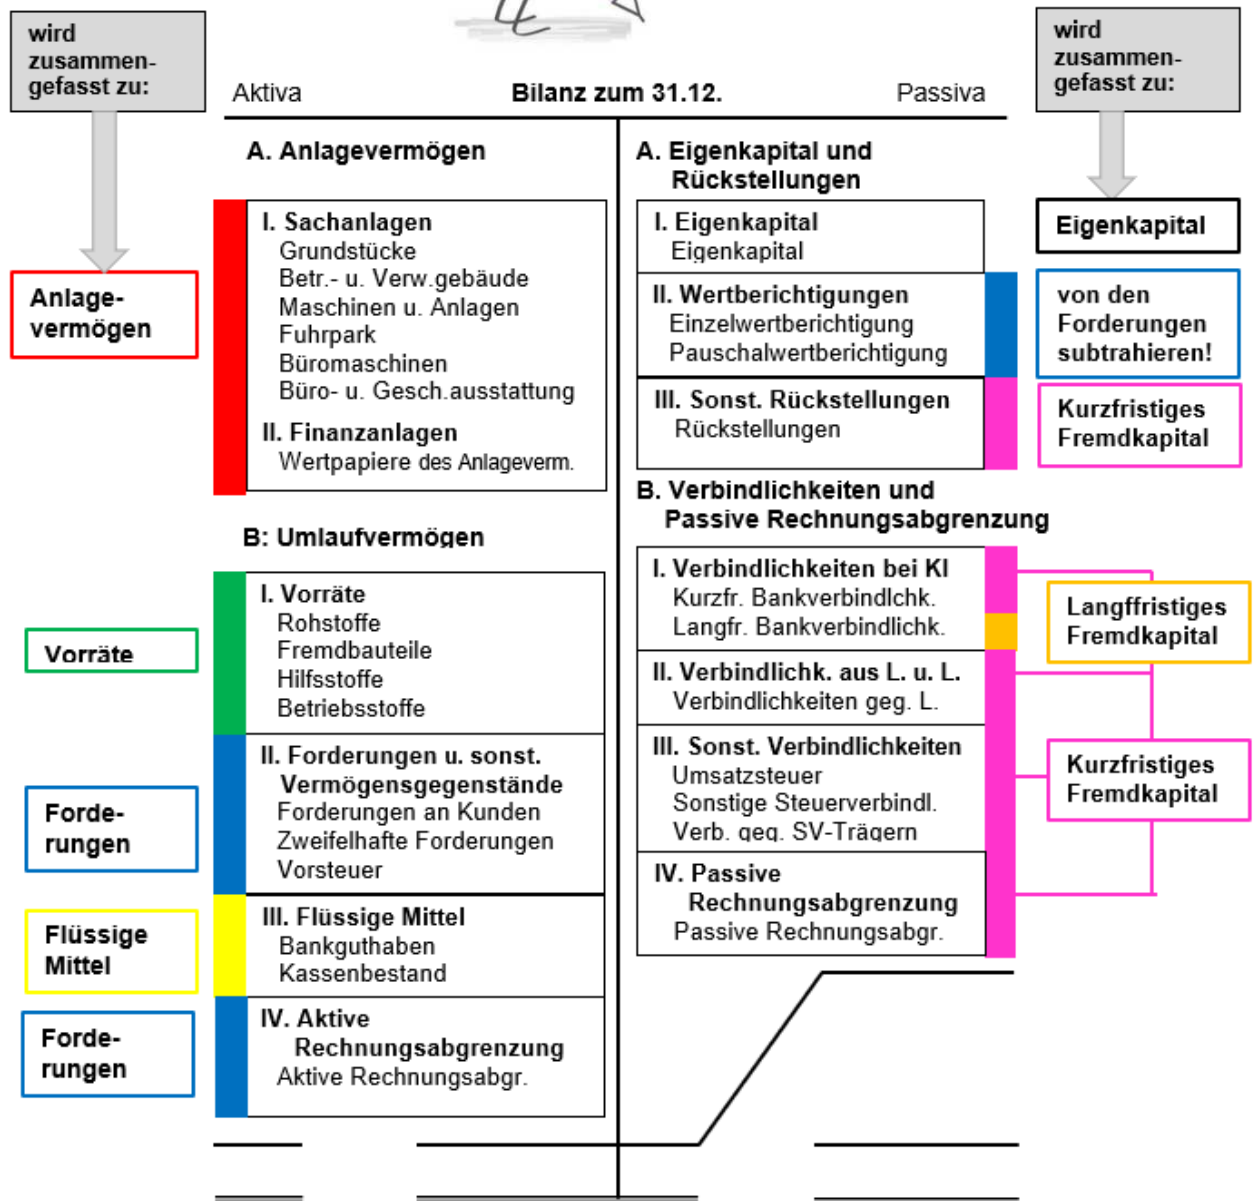 wird
zusammen-
gefasst zu:
wird
zusammen-
gefasst zu:
Aktiva
Bilanz zum 31.12.
Passiva
A. Anlagevermögen
I. Sachanlagen
Grundstücke
Betr.- u. Verw.gebäude
Maschinen u. Anlagen
Fuhrpark
Büromaschinen
Büro- u. Gesch.ausstattung
II. Finanzanlagen
Wertpapiere des Anlageverm.
Anlage-
vermögen
B: Umlaufvermögen
I. Vorräte
Rohstoffe
Fremdbauteile
Hilfsstoffe
Betriebsstoffe
Vorräte
II. Forderungen u. sonst.
Vermögensgegenstände
Forderungen an Kunden
Zweifelhafte Forderungen
Vorsteuer
Forde-
rungen
III. Flüssige Mittel
Bankguthaben
Kassenbestand
Flüssige
Mittel
IV. Aktive
Rechnungsabgrenzung
Aktive Rechnungsabgr.
Forde-
rungen
A. Eigenkapital und
Rückstellungen
I. Eigenkapital
Eigenkapital
Eigenkapital
II. Wertberichtigungen
Einzelwertberichtigung
Pauschalwertberichtigung
von den
Forderungen
subtrahieren!
III. Sonst. Rückstellungen
Rückstellungen
Kurzfristiges
Fremdkapital
B. Verbindlichkeiten und
Passive Rechnungsabgrenzung
I. Verbindlichkeiten bei KI
Kurzfr. Bankverbindlchk.
Langfr. Bankverbindlichk.
Langffristiges
Fremdkapital
II. Verbindlichk. aus L. u. L.
Verbindlichkeiten geg. L.
III. Sonst. Verbindlichkeiten
Umsatzsteuer
Sonstige Steuerverbindl.
Verb. geg. SV-Trägern
Kurzfristiges
Fremdkapital
IV. Passive
Rechnungsabgrenzung
Passive Rechnungsabgr.